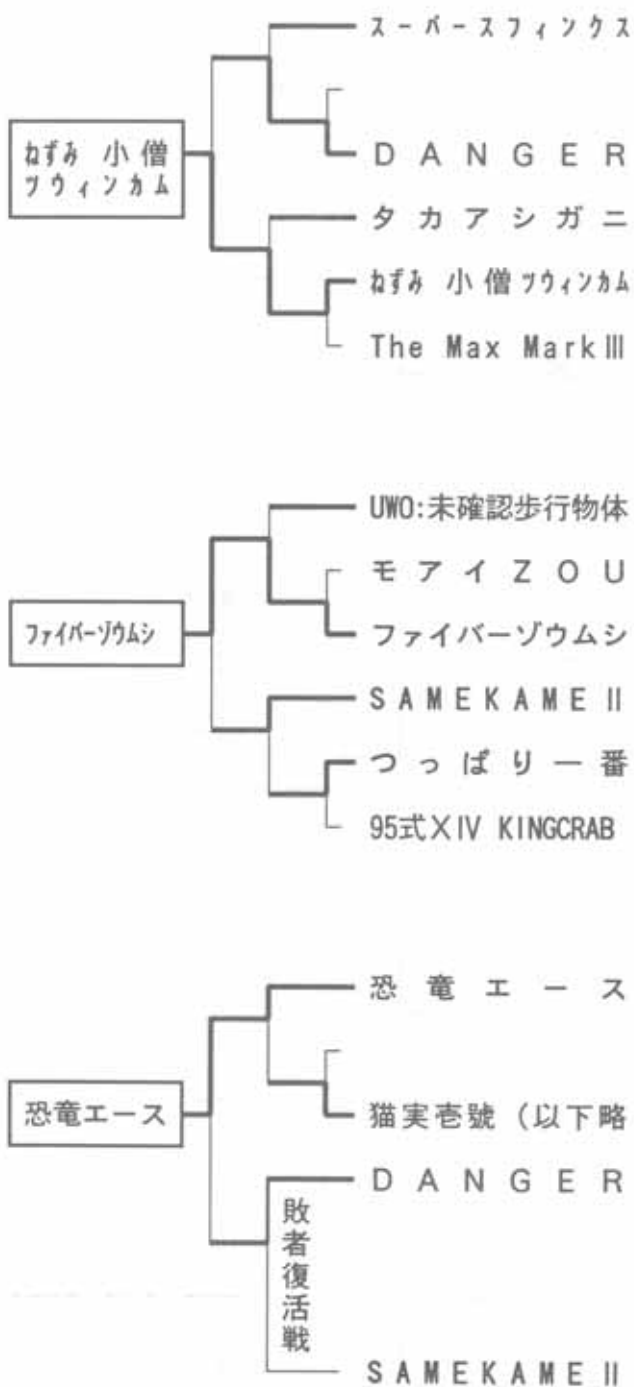 スーパースフィンクス
ねずみ 小僧
ツウィンカム
DANGER
タカアシガニ
ねずみ 小僧 ツウィンカム
The Max Mark Ⅲ
UWO:未確認歩行物体
モアイZOU
ファイバーゾウムシ
ファイバーゾウムシ
SAMEKAME Ⅱ
つっぱり一番
95式ⅩⅣ KINGCRAB
恐竜エース
恐竜エース
猫実壱號（以下略
DANGER
敗者復活戦
SAMEKAME Ⅱ